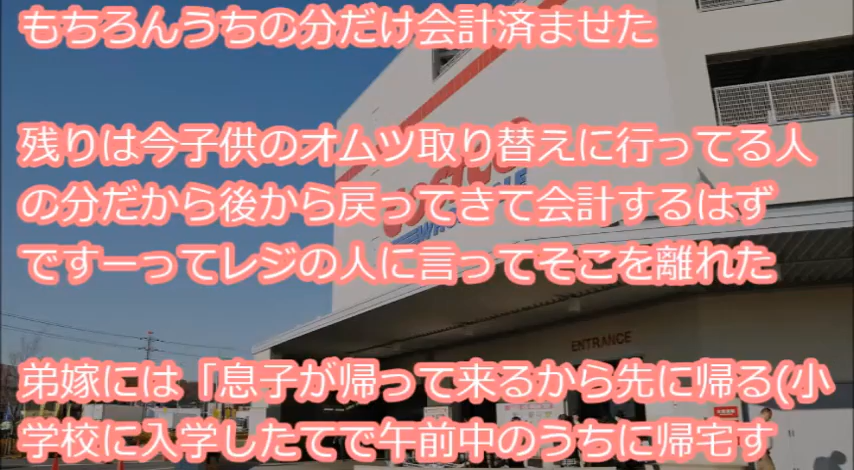 もちろんうちの分だけ会計済ませた
残りは今子供のオムツ取り替えに行ってる人
の分だから後から戻ってきて会計するはず
ですーってレジの人に言ってそこを離れた
ENTRANCE
弟嫁には「息子が帰って来るから先に帰る(小
学校に入学したてで午前中のうちに帰宅す